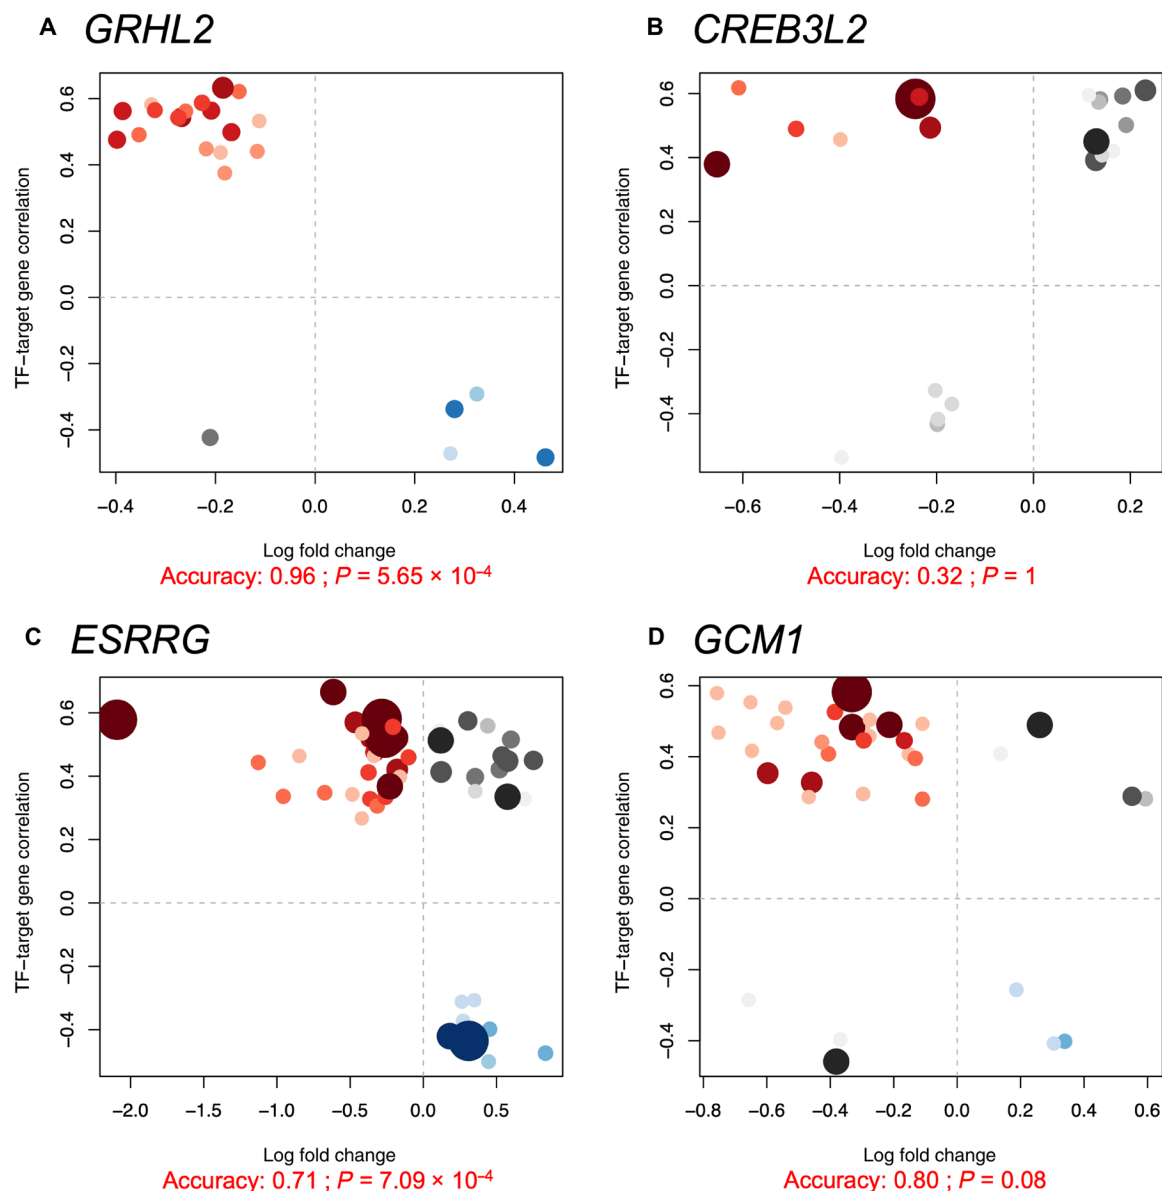 A GRHL2
0.6
0.4
0.2
0.0
−0.2
−0.4
TF−target gene correlation
−0.4 −0.2 0.0 0.2 0.4
Log fold change
Accuracy: 0.96 ; P = 5.65 × 10⁻⁴
B CREB3L2
0.6
0.4
0.2
0.0
−0.2
−0.4
TF−target gene correlation
−0.6 −0.4 −0.2 0.0 0.2
Log fold change
Accuracy: 0.32 ; P = 1
C ESRRG
0.6
0.4
0.2
0.0
−0.2
−0.4
TF−target gene correlation
−2.0 −1.5 −1.0 −0.5 0.0 0.5
Log fold change
Accuracy: 0.71 ; P = 7.09 × 10⁻⁴
D GCM1
0.6
0.4
0.2
0.0
−0.2
−0.4
TF−target gene correlation
−0.8 −0.6 −0.4 −0.2 0.0 0.2 0.4 0.6
Log fold change
Accuracy: 0.80 ; P = 0.08